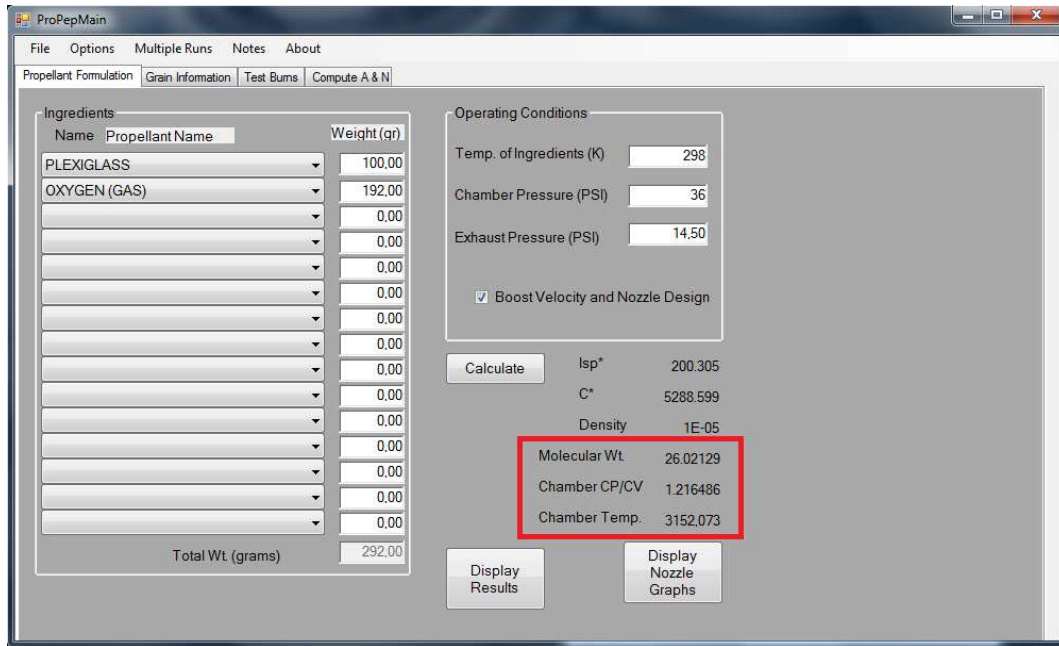 ProPepMain
File Options Multiple Runs Notes About
Propellant Formulation Grain Information Test Burns Compute A & N
Ingredients
Name Propellant Name Weight (gr)
PLEXIGLASS 100,00
OXYGEN (GAS) 192,00
0,00
0,00
0,00
0,00
0,00
0,00
0,00
0,00
0,00
0,00
0,00
0,00
0,00
Total Wt. (grams) 292,00
Operating Conditions
Temp. of Ingredients (K) 298
Chamber Pressure (PSI) 36
Exhaust Pressure (PSI) 14,50
Boost Velocity and Nozzle Design
Calculate
Isp* 200.305
C* 5288.599
Density 1E-05
Molecular Wt. 26.02129
Chamber CP/CV 1.216486
Chamber Temp. 3152,073
Display
Results
Display
Nozzle
Graphs